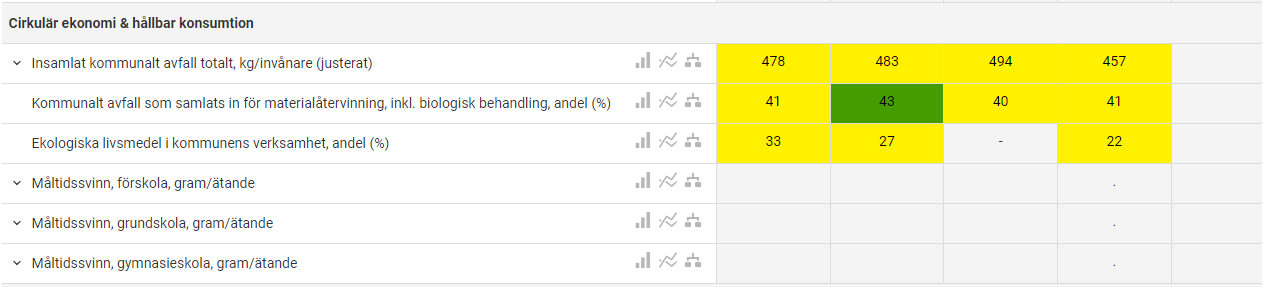 Cirkulär ekonomi & hållbar konsumtion
Insamlat kommunalt avfall totalt, kg/invånare (justerat) 478 483 494 457
Kommunalt avfall som samlats in för materialåtervinning, inkl. biologisk behandling, andel (%) 41 43 40 41
Ekologiska livsmedel i kommunens verksamhet, andel (%) 33 27 - 22
Måltidssvinn, förskola, gram/ätande .
Måltidssvinn, grundskola, gram/ätande .
Måltidssvinn, gymnasieskola, gram/ätande .